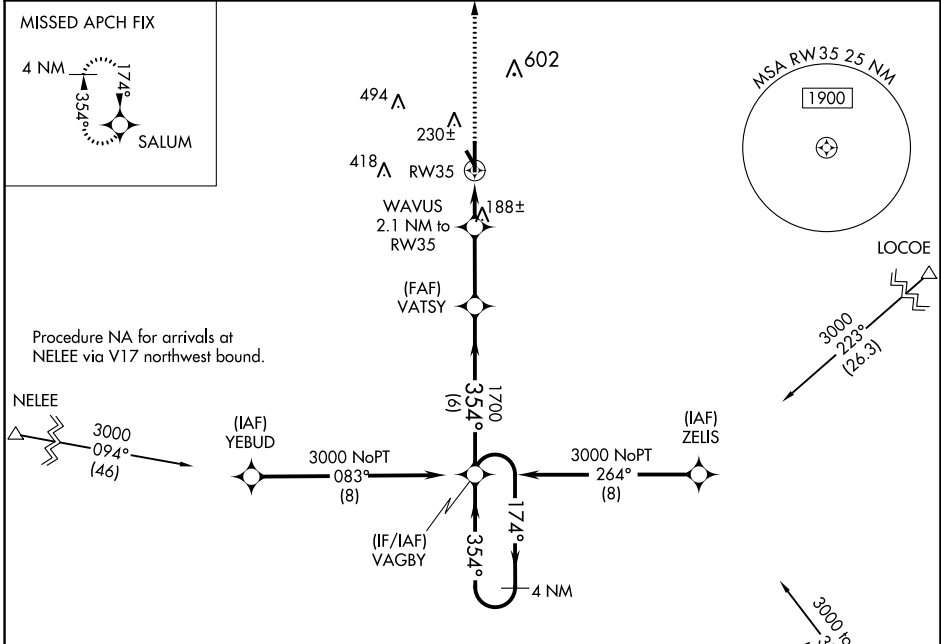 MISSED APCH FIX
4 NM
174°
354°
SALUM
602
494
230±
418
RW35
MSA RW 35 25 NM
1900
WAVUS
2.1 NM to
RW35
188±
LOCOE
(FAF)
VATSY
3000
223°
(26.3)
Procedure NA for arrivals at
NELEE via V17 northwest bound.
1700
354°
(6)
NELEE
3000
094°
(46)
(IAF)
YEBUD
3000 NoPT
083°
(8)
(IAF)
ZELIS
3000 NoPT
264°
(8)
(IF/IAF)
VAGBY
174°
354°
4 NM
3000 to